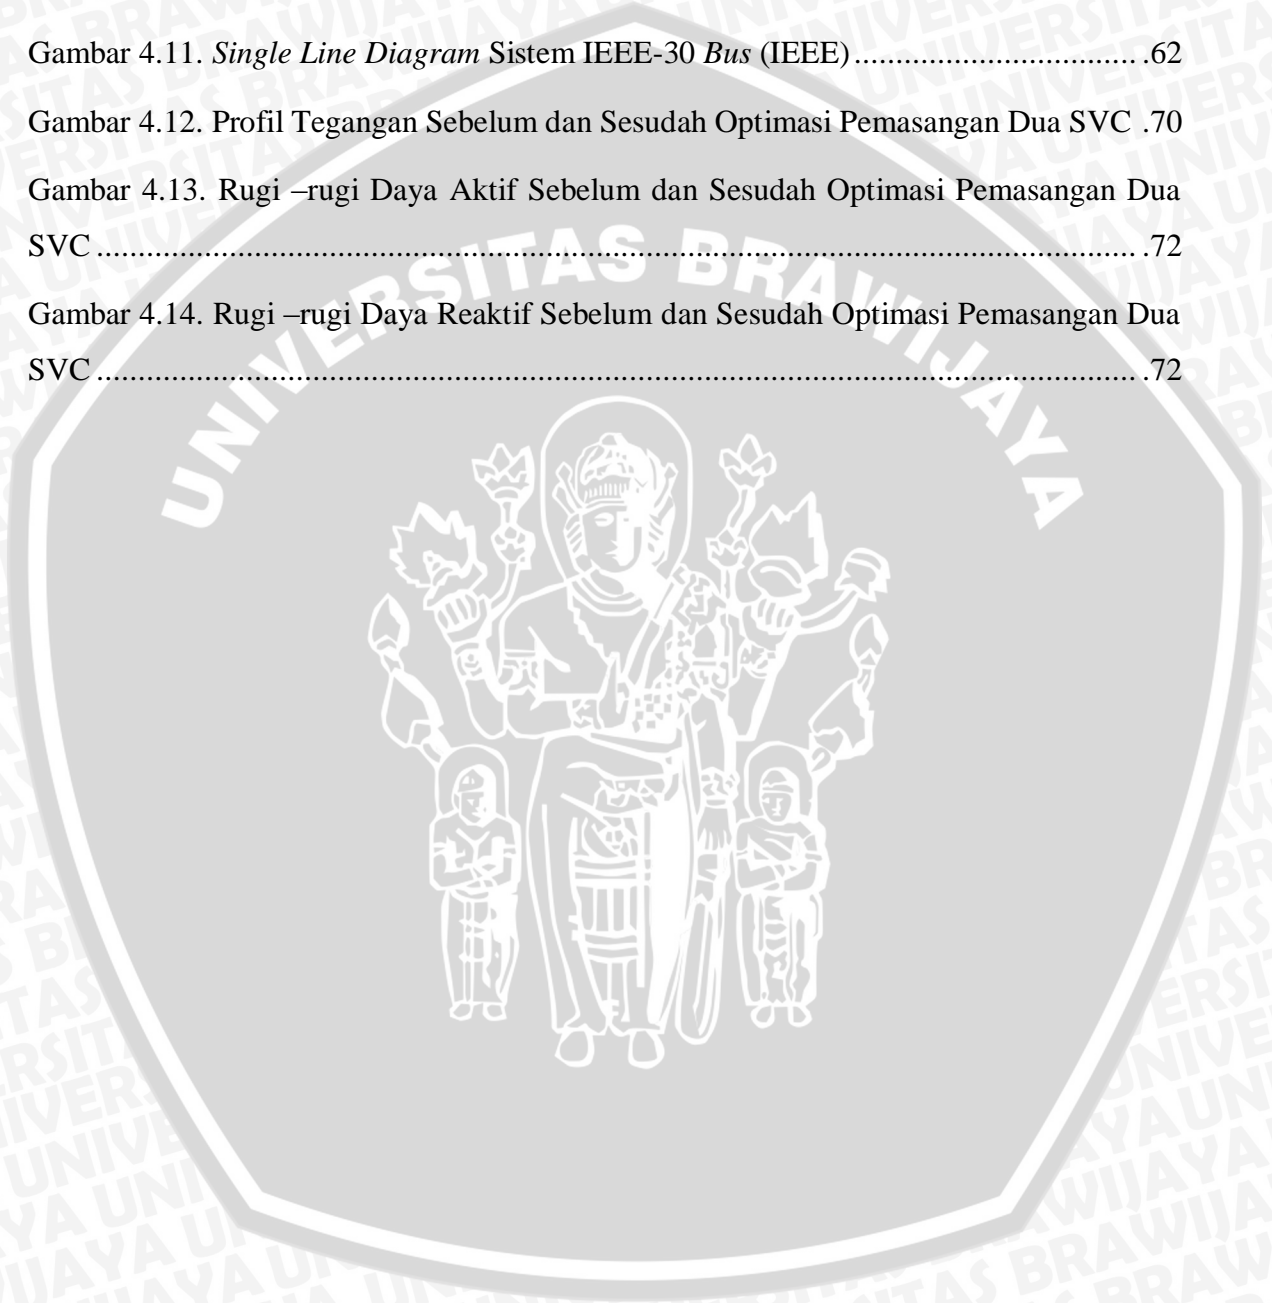 Gambar 4.11. Single Line Diagram Sistem IEEE-30 Bus (IEEE) .................................. .62
Gambar 4.12. Profil Tegangan Sebelum dan Sesudah Optimasi Pemasangan Dua SVC .70
Gambar 4.13. Rugi –rugi Daya Aktif Sebelum dan Sesudah Optimasi Pemasangan Dua
SVC .............................................................................................................................. .72
Gambar 4.14. Rugi –rugi Daya Reaktif Sebelum dan Sesudah Optimasi Pemasangan Dua
SVC .............................................................................................................................. .72
UNIVERSITAS BRAWIJAYA